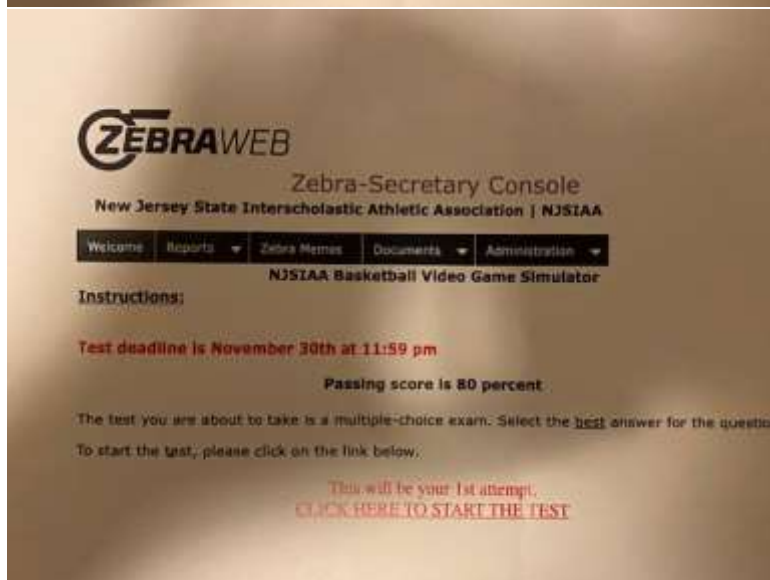 ZEBRAWEB
Zebra-Secretary Console
New Jersey State Interscholastic Athletic Association | NJSIAA
Welcome Reports Zebra Memos Documents Administration
NJSIAA Basketball Video Game Simulator
Instructions:
Test deadline is November 30th at 11:59 pm
Passing score is 80 percent
The test you are about to take is a multiple-choice exam. Select the best answer for the questio
To start the test, please click on the link below.
This will be your 1st attempt.
CLICK HERE TO START THE TEST